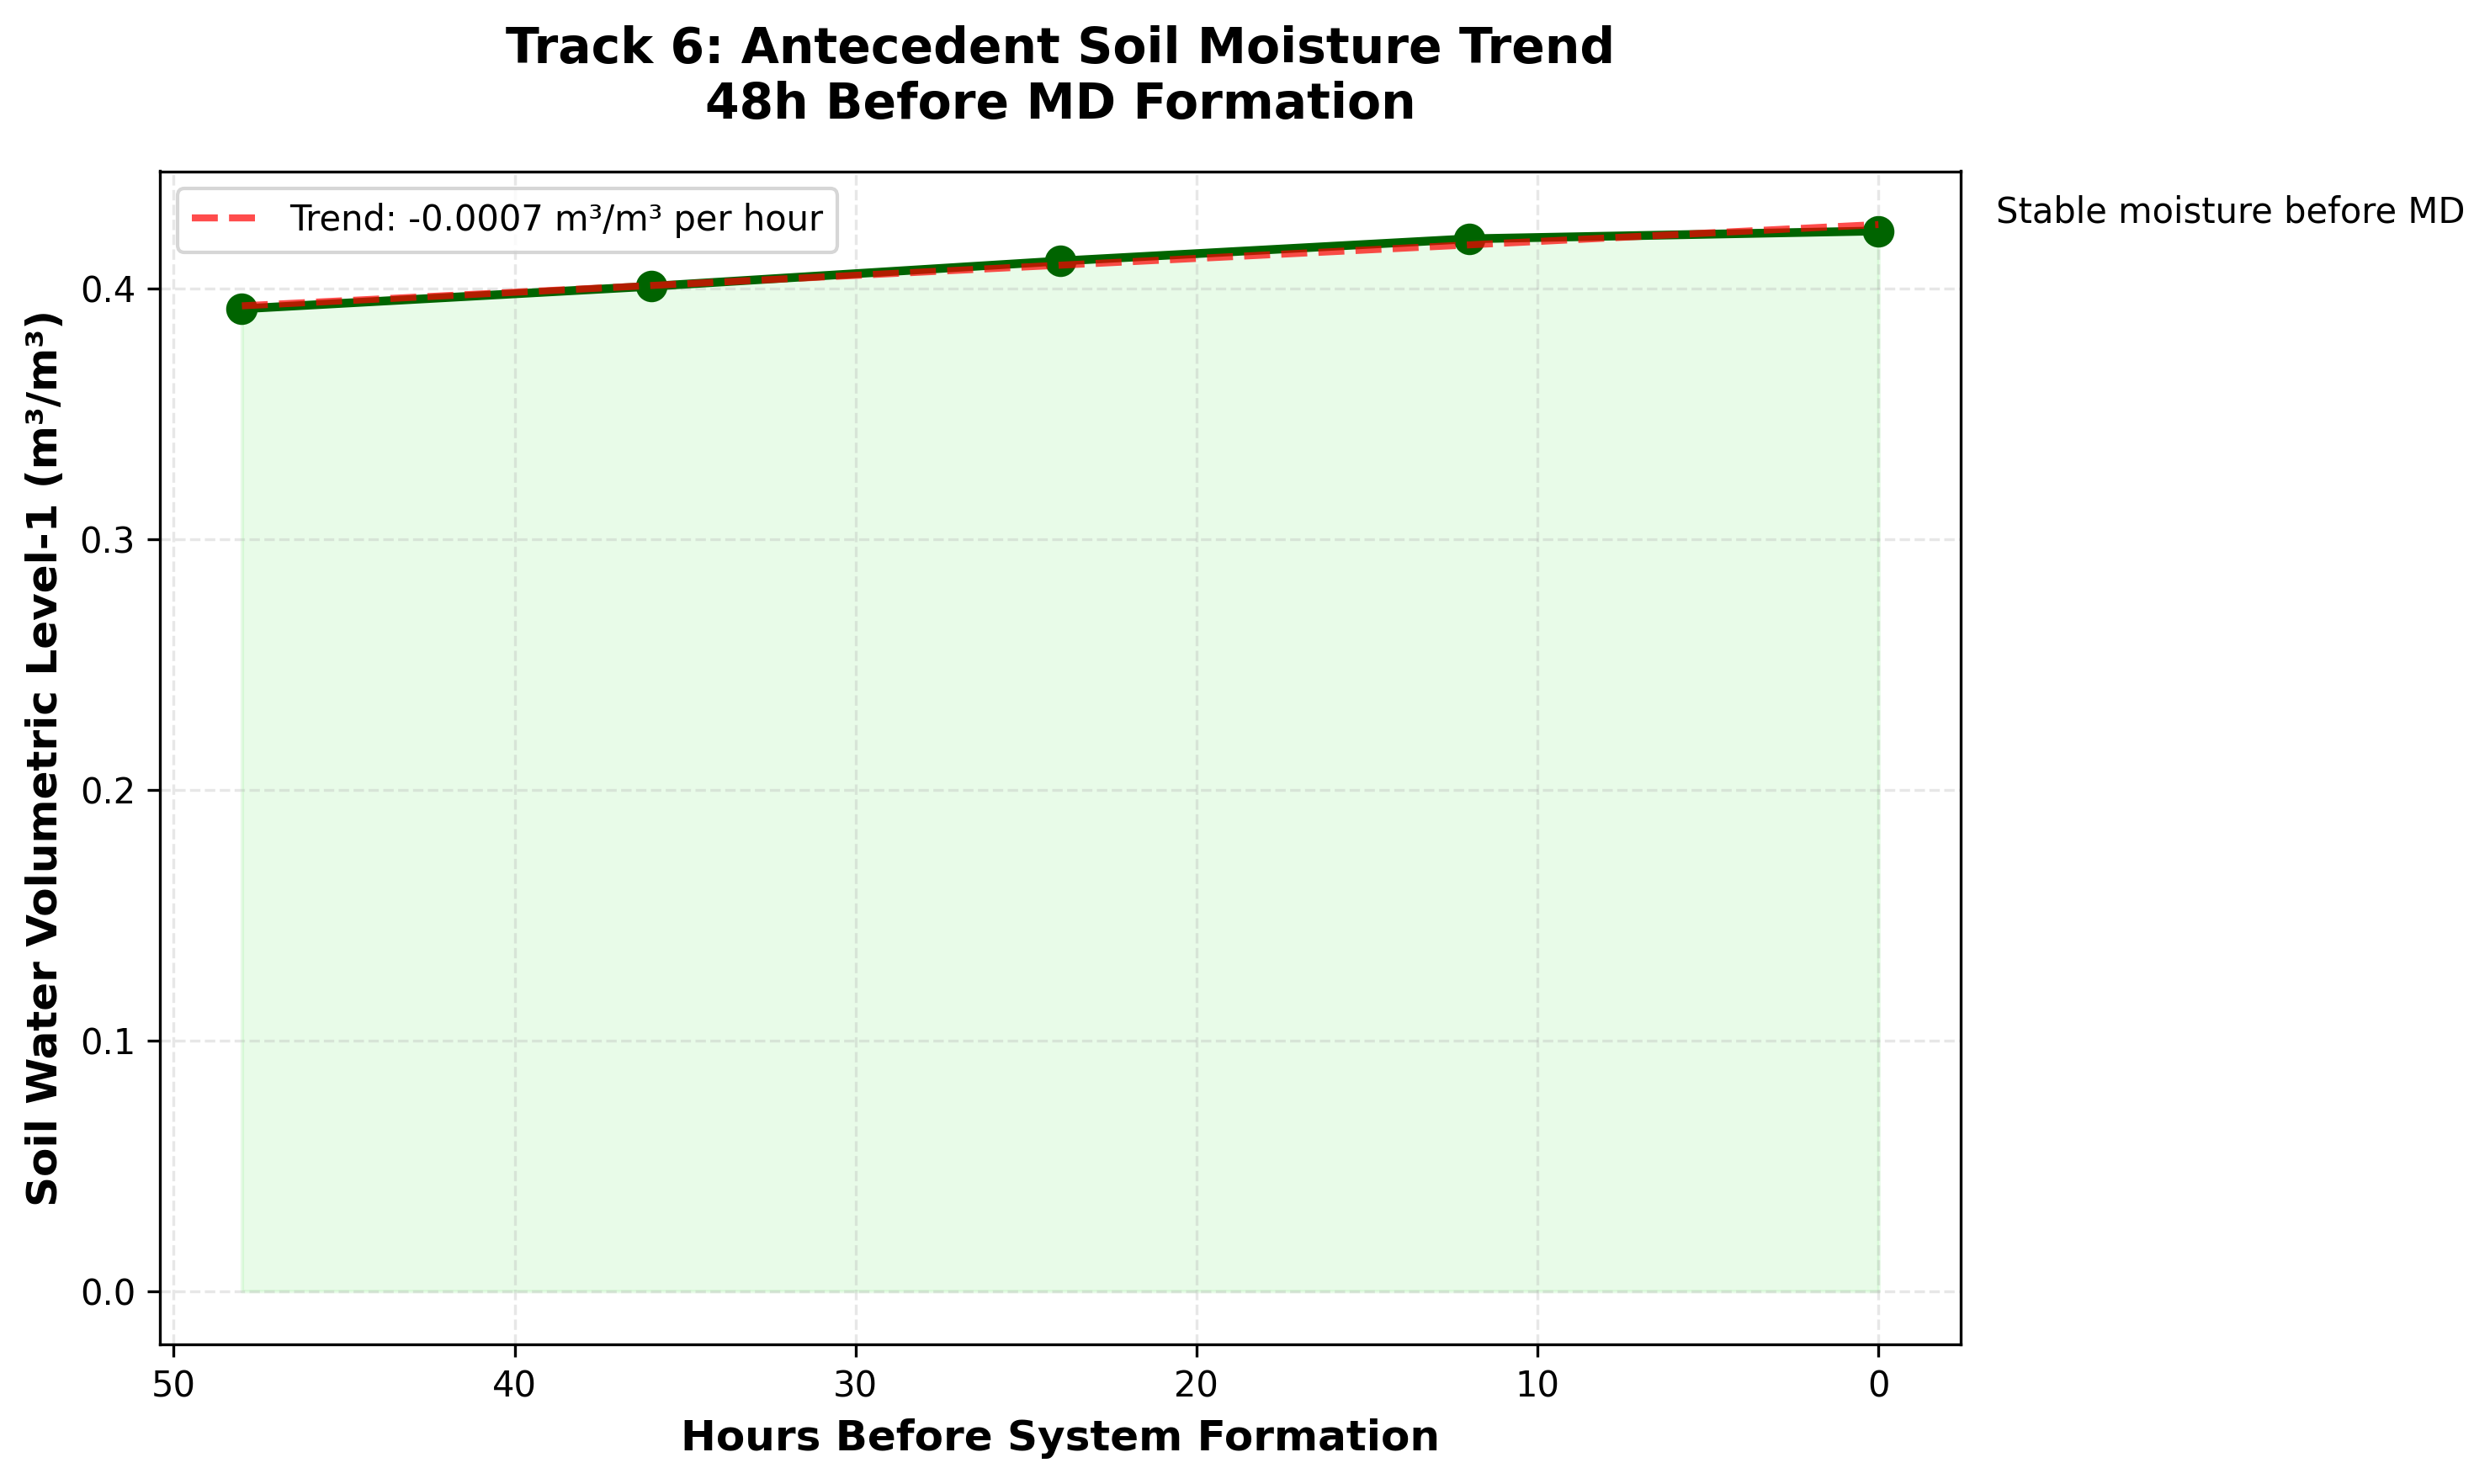 Track 6: Antecedent Soil Moisture Trend
48h Before MD Formation
Trend: -0.0007 m³/m³ per hour
Stable moisture before MD
Soil Water Volumetric Level-1 (m³/m³)
0.4
0.3
0.2
0.1
0.0
50 40 30 20 10 0
Hours Before System Formation